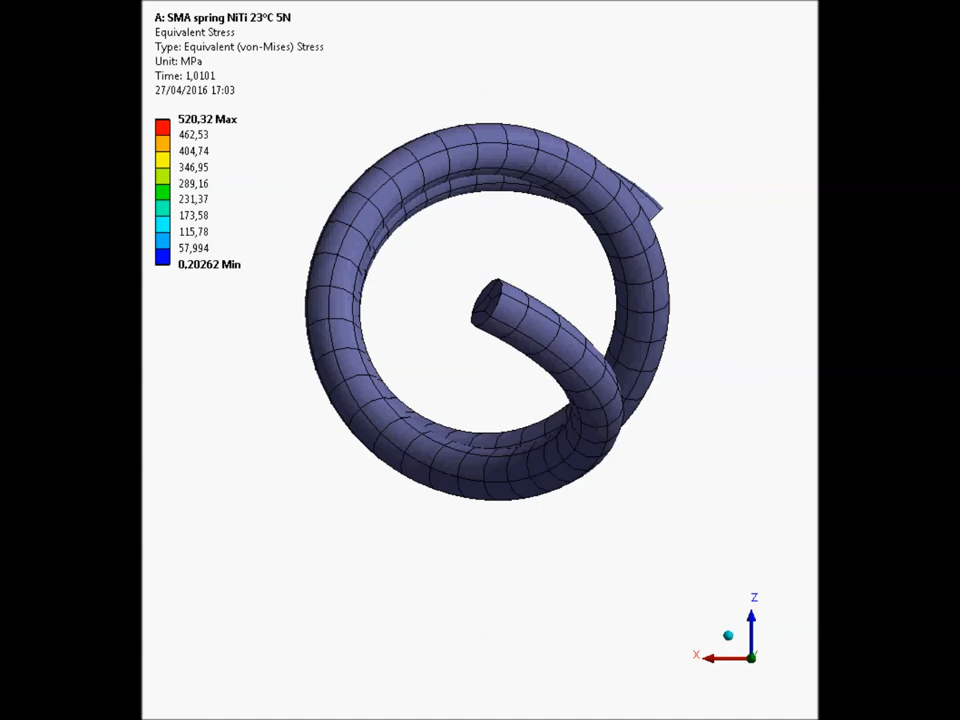 A: SMA spring NiTi 23ºC 5N
Equivalent Stress
Type: Equivalent (von-Mises) Stress
Unit: MPa
Time: 1,0101
27/04/2016 17:03
520,32 Max
462,53
404,74
346,95
289,16
231,37
173,58
115,78
57,994
0,20262 Min
Z
X
Y